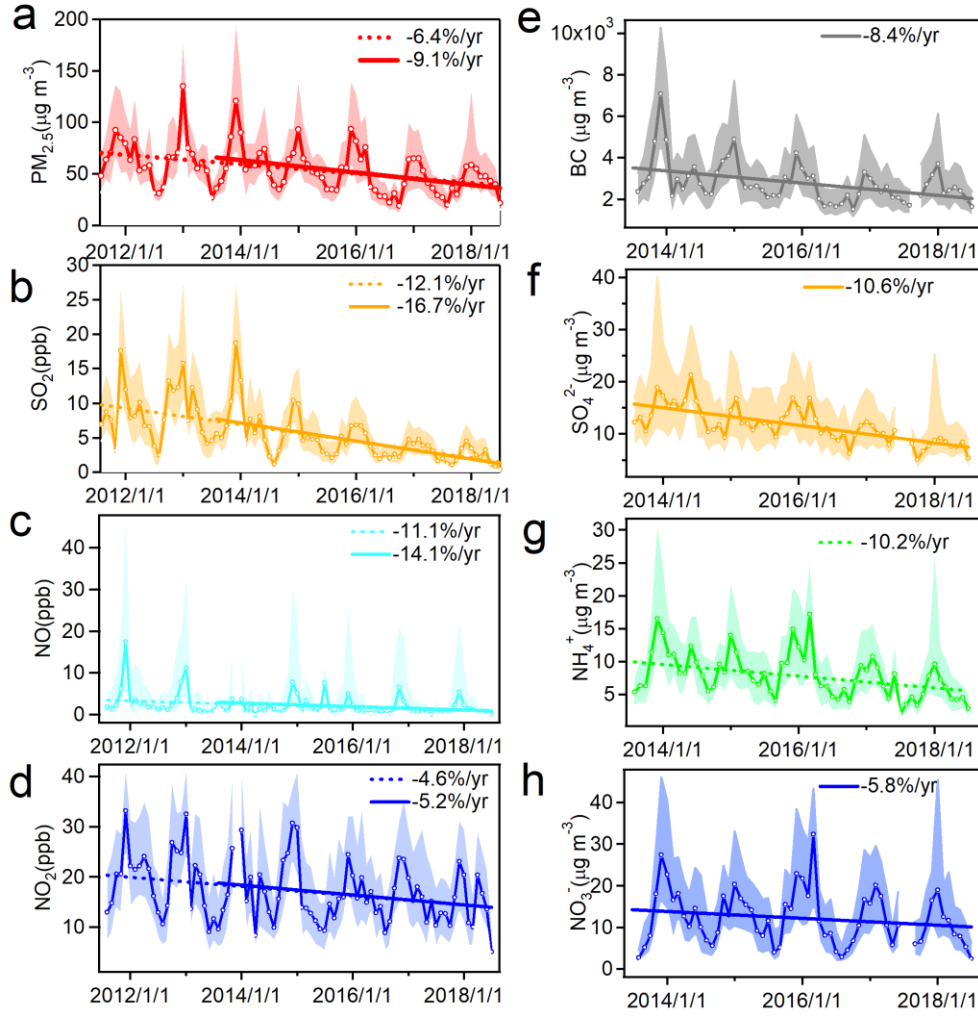 a
PM2.5(μg m-3)
200
150
100
50
0
-6.4%/yr
-9.1%/yr
2012/1/1 2014/1/1 2016/1/1 2018/1/1
b
SO2(ppb)
30
25
20
15
10
5
0
-12.1%/yr
-16.7%/yr
2012/1/1 2014/1/1 2016/1/1 2018/1/1
c
NO(ppb)
40
30
20
10
0
-11.1%/yr
-14.1%/yr
2012/1/1 2014/1/1 2016/1/1 2018/1/1
d
NO2(ppb)
40
30
20
10
-4.6%/yr
-5.2%/yr
2012/1/1 2014/1/1 2016/1/1 2018/1/1
e
BC (μg m-3)
10x10³
8
6
4
2
-8.4%/yr
2014/1/1 2016/1/1 2018/1/1
f
SO4 2- (μg m-3)
40
30
20
10
-10.6%/yr
2014/1/1 2016/1/1 2018/1/1
g
NH4+(μg m-3)
30
25
20
15
10
5
-10.2%/yr
2014/1/1 2016/1/1 2018/1/1
h
NO3-(μg m-3)
40
30
20
10
0
-5.8%/yr
2014/1/1 2016/1/1 2018/1/1